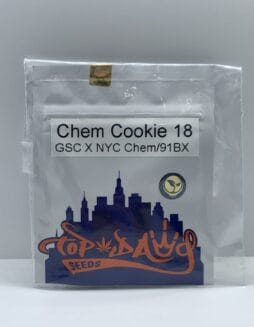 Chem Cookie 18
GSC X NYC Chem/91BX
TOP DAWG
SEEDS